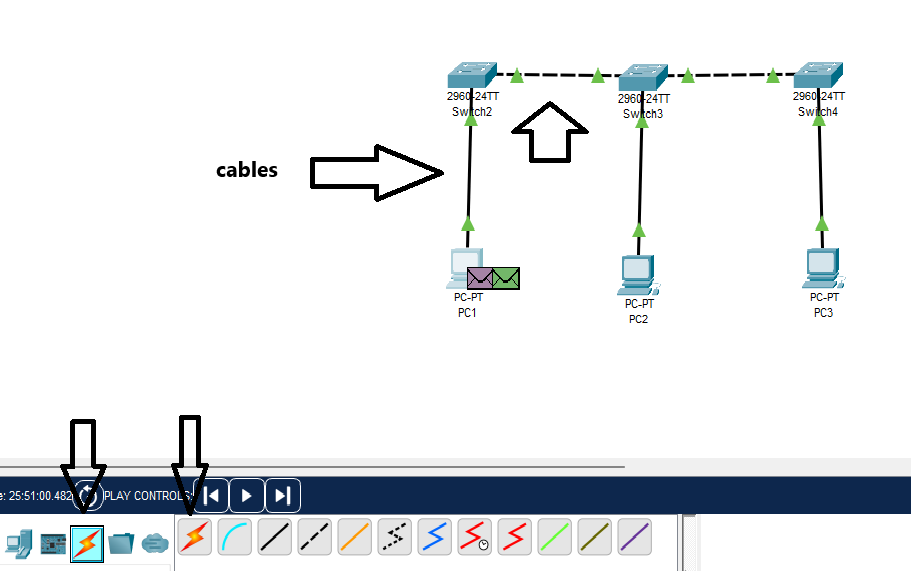 2960-24TT
Switch2
2960-24TT
Switch3
2960-24TT
Switch4
cables
PC-PT
PC1
PC-PT
PC2
PC-PT
PC3
e: 25:51:00.482
PLAY CONTROLS: